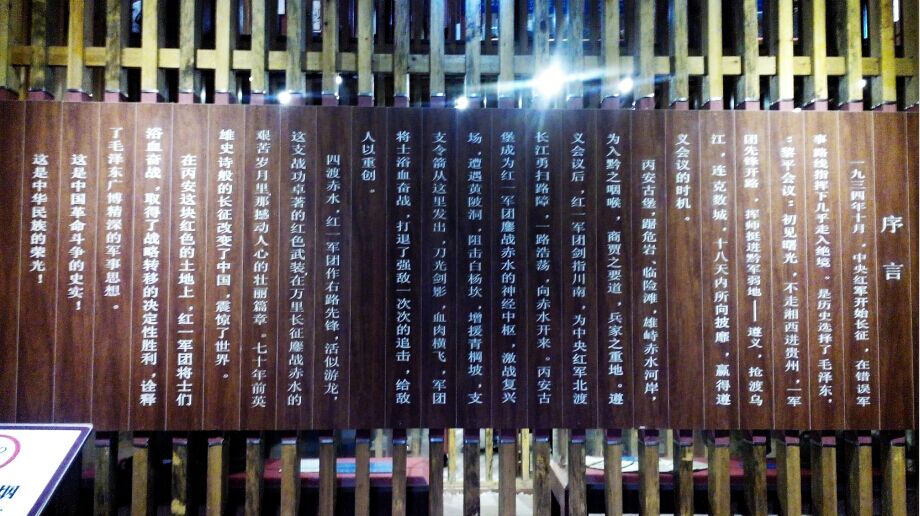 序言
一九三四年十月，中央红军开始长征，在错误军
事路线指挥下几乎走入绝境。是历史选择了毛泽东，
“黎平会议”初见曙光，不走湘西进贵州，一军
团先锋开路，挥师挺进黔军弱地——遵义，抢渡乌
江，连克数城，十八天内所向披靡，赢得遵
义会议的时机。
丙安古堡，踞危岩，临险滩，雄峙赤水河岸，
为入黔之咽喉，商贾之要道，兵家之重地。遵
义会议后，红一军团剑指川南，为中央红军北渡
长江勇扫路障，一路浩荡，向赤水开来。丙安古
堡成为红一军团鏖战赤水的神经中枢，激战复兴
场，遭遇黄陂洞，阻击白杨坎，增援青㭎坡，支
支令箭从这里发出，刀光剑影，血肉横飞，军团
将士浴血奋战，打退了强敌一次次的追击，给敌
人以重创。
四渡赤水，红一军团作右路先锋，活似游龙，
这支战功卓著的红色武装，在万里长征鏖战赤水的
艰苦岁月里那撼动人心的壮丽篇章。七十年前英
雄史诗般的长征改变了中国，震惊了世界。
在丙安这块红色的土地上，红一军团将士们
浴血奋战，取得了战略转移的决定性胜利，诠释
了毛泽东广博精深的军事思想。
这是中国革命斗争的史实！
这是中华民族的荣光！